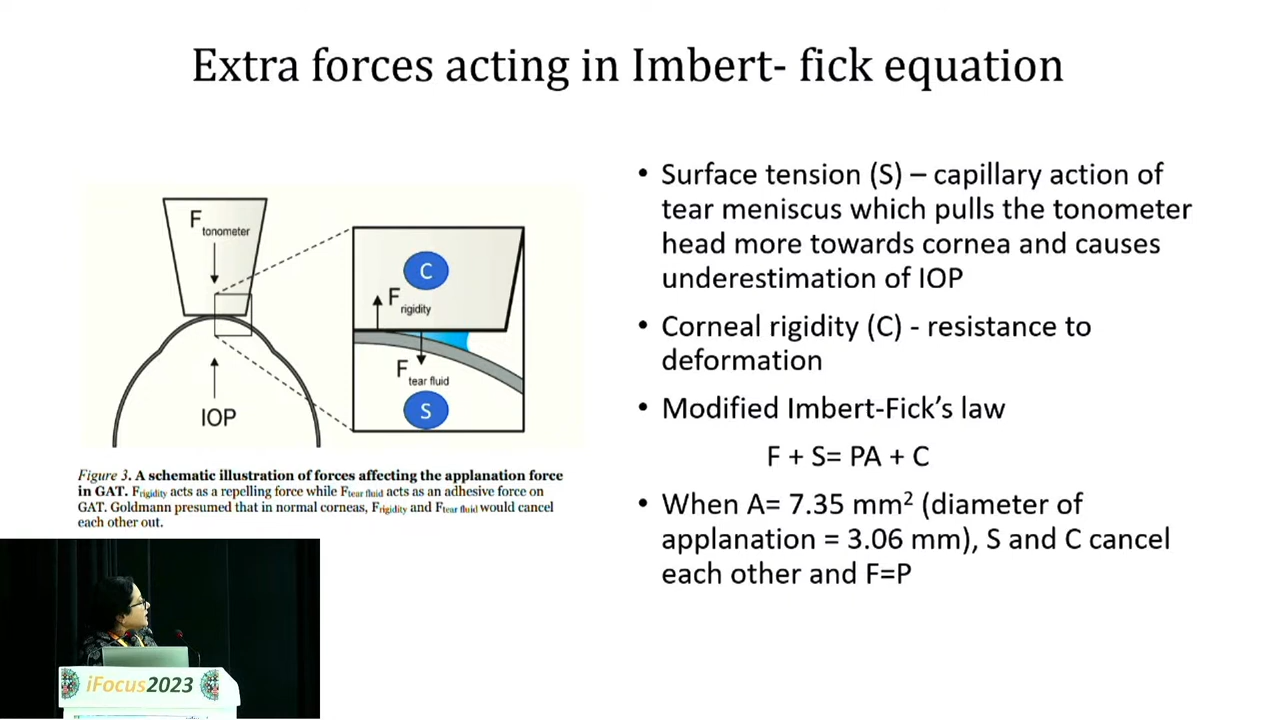 Extra forces acting in Imbert- fick equation
F tonometer
IOP
C
F rigidity
F tear fluid
S
Figure 3. A schematic illustration of forces affecting the applanation force
in GAT. Frigidity acts as a repelling force while Ftear fluid acts as an adhesive force on
GAT. Goldmann presumed that in normal corneas, Frigidity and Ftear fluid would cancel
each other out.
• Surface tension (S) – capillary action of
tear meniscus which pulls the tonometer
head more towards cornea and causes
underestimation of IOP
• Corneal rigidity (C) - resistance to
deformation
• Modified Imbert-Fick’s law
F + S= PA + C
• When A= 7.35 mm² (diameter of
applanation = 3.06 mm), S and C cancel
each other and F=P
iFocus2023